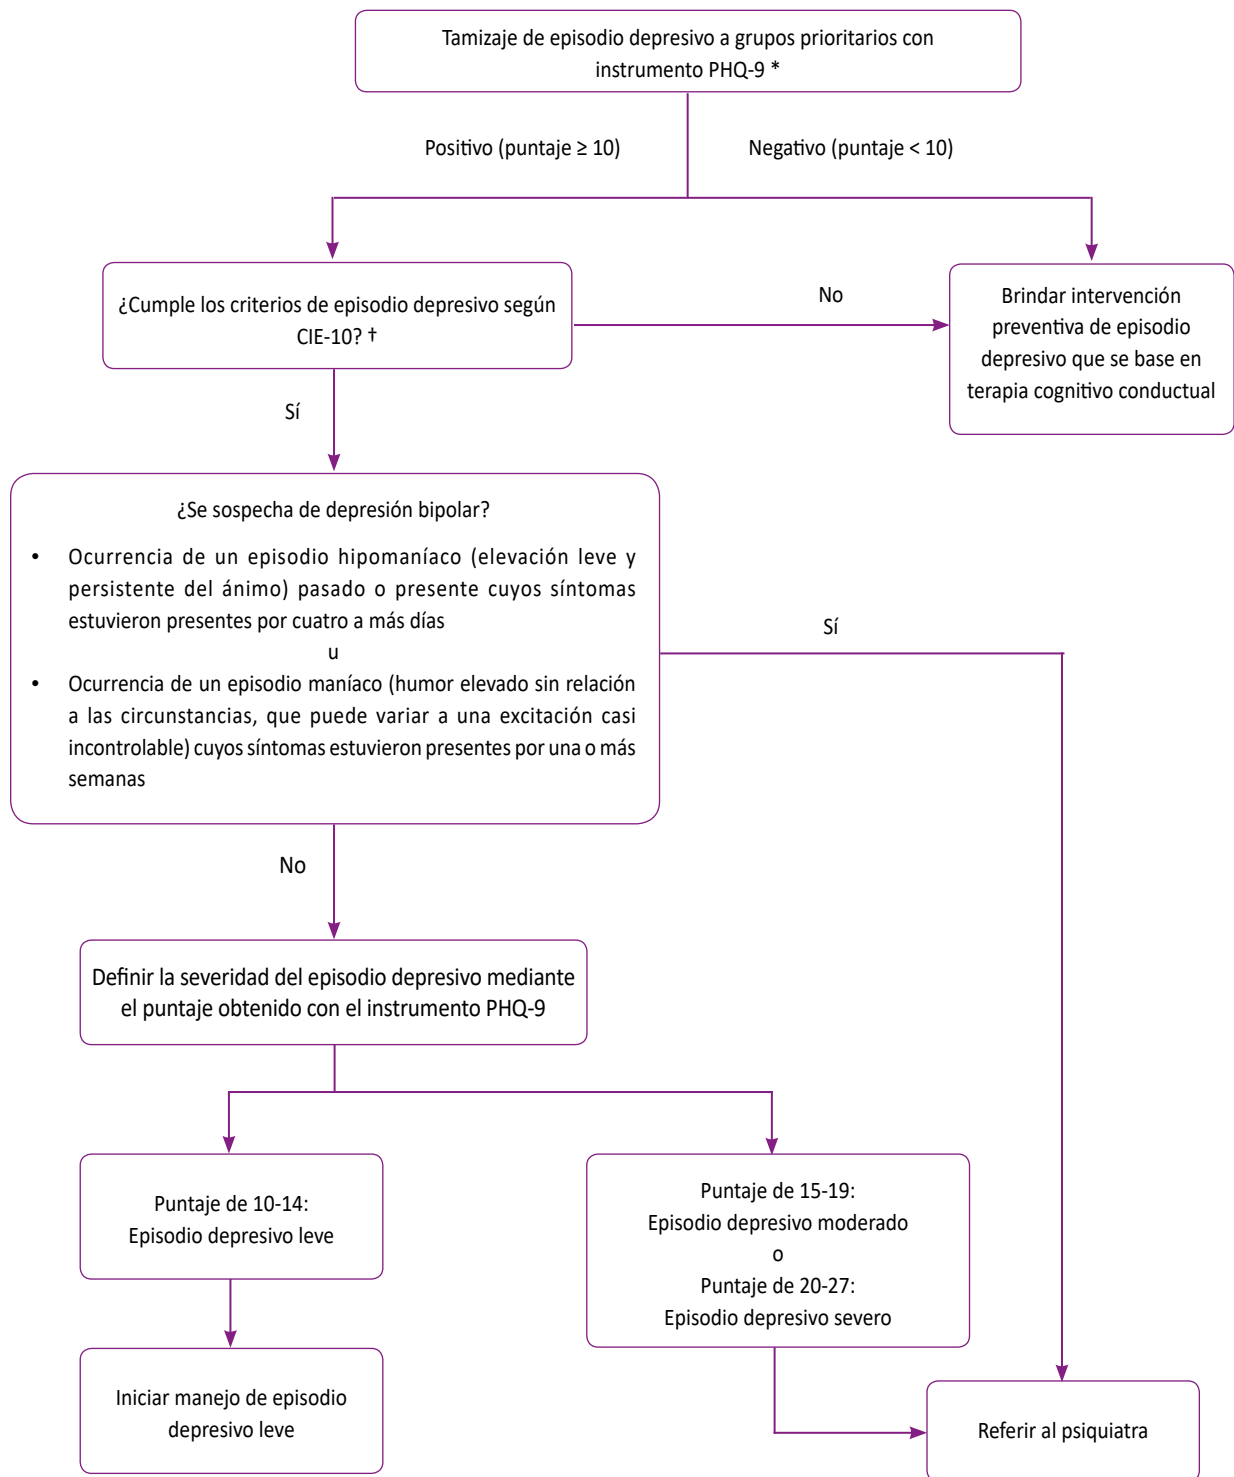 Tamizaje de episodio depresivo a grupos prioritarios con
instrumento PHQ-9 *
Positivo (puntaje ≥ 10)
Negativo (puntaje < 10)
¿Cumple los criterios de episodio depresivo según
CIE-10? †
No
Brindar intervención
preventiva de episodio
depresivo que se base en
terapia cognitivo conductual
Sí
¿Se sospecha de depresión bipolar?
• Ocurrencia de un episodio hipomaníaco (elevación leve y
persistente del ánimo) pasado o presente cuyos síntomas
estuvieron presentes por cuatro a más días
u
• Ocurrencia de un episodio maníaco (humor elevado sin relación
a las circunstancias, que puede variar a una excitación casi
incontrolable) cuyos síntomas estuvieron presentes por una o más
semanas
Sí
No
Definir la severidad del episodio depresivo mediante
el puntaje obtenido con el instrumento PHQ-9
Puntaje de 10-14:
Episodio depresivo leve
Puntaje de 15-19:
Episodio depresivo moderado
o
Puntaje de 20-27:
Episodio depresivo severo
Iniciar manejo de episodio
depresivo leve
Referir al psiquiatra